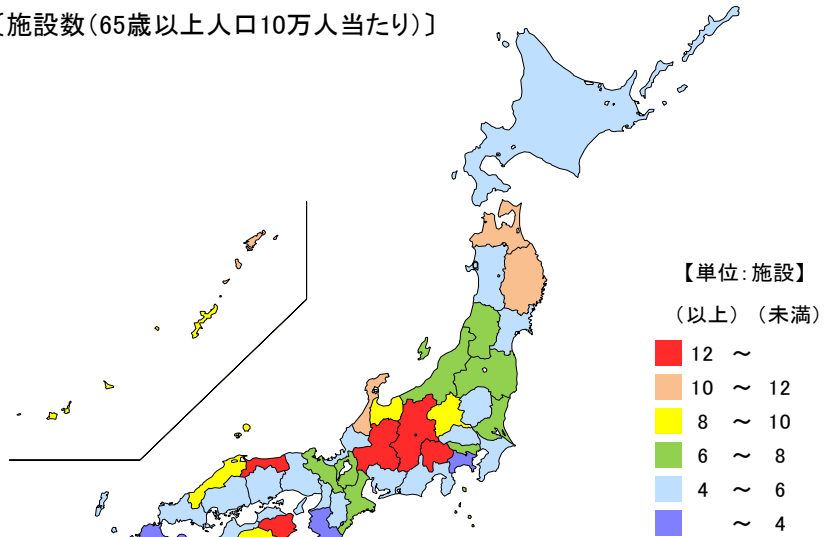 〔施設数(65歳以上人口10万人当たり)〕
【単位:施設】
(以上) (未満)
12 ～
10 ～ 12
8 ～ 10
6 ～ 8
4 ～ 6
～ 4